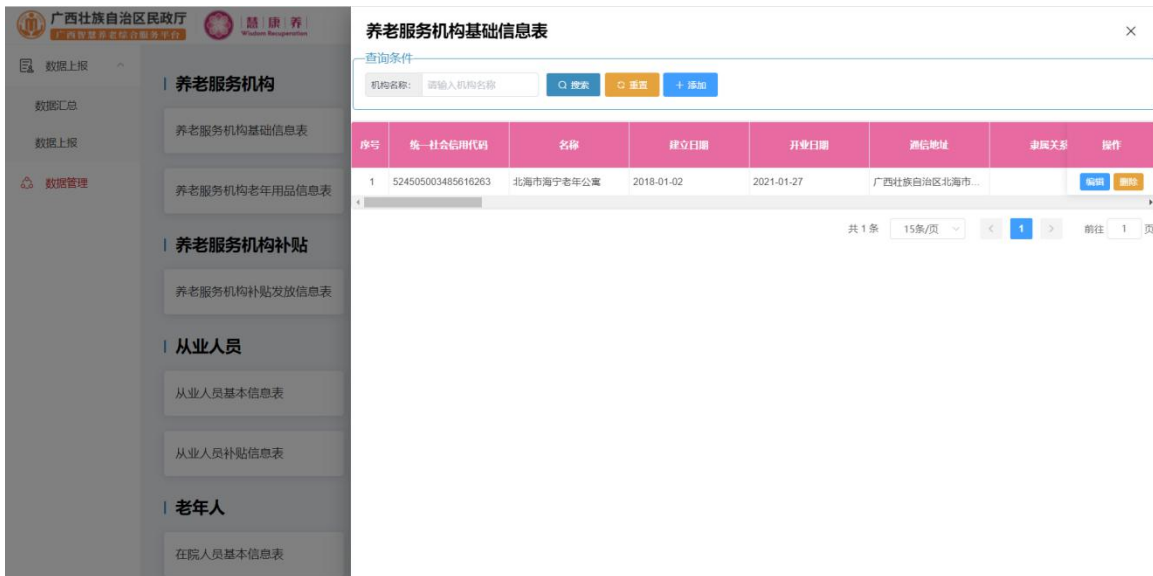 广西壮族自治区民政厅
广西智慧养老综合服务平台
慧康养
Wisdom Recuperation
数据上报
数据汇总
数据上报
数据管理
养老服务机构
养老服务机构基础信息表
养老服务机构老年用品信息表
养老服务机构补贴
养老服务机构补贴发放信息表
从业人员
从业人员基本信息表
从业人员补贴信息表
老年人
在院人员基本信息表
养老服务机构基础信息表
查询条件
机构名称: 请输入机构名称 搜索 重置 + 添加
序号 统一社会信用代码 名称 建立日期 开业日期 通信地址 隶属关系 操作
1 524505003485616263 北海市海宁老年公寓 2018-01-02 2021-01-27 广西壮族自治区北海市... 编辑 删除
共 1 条 15条/页 < 1 > 前往 1 页